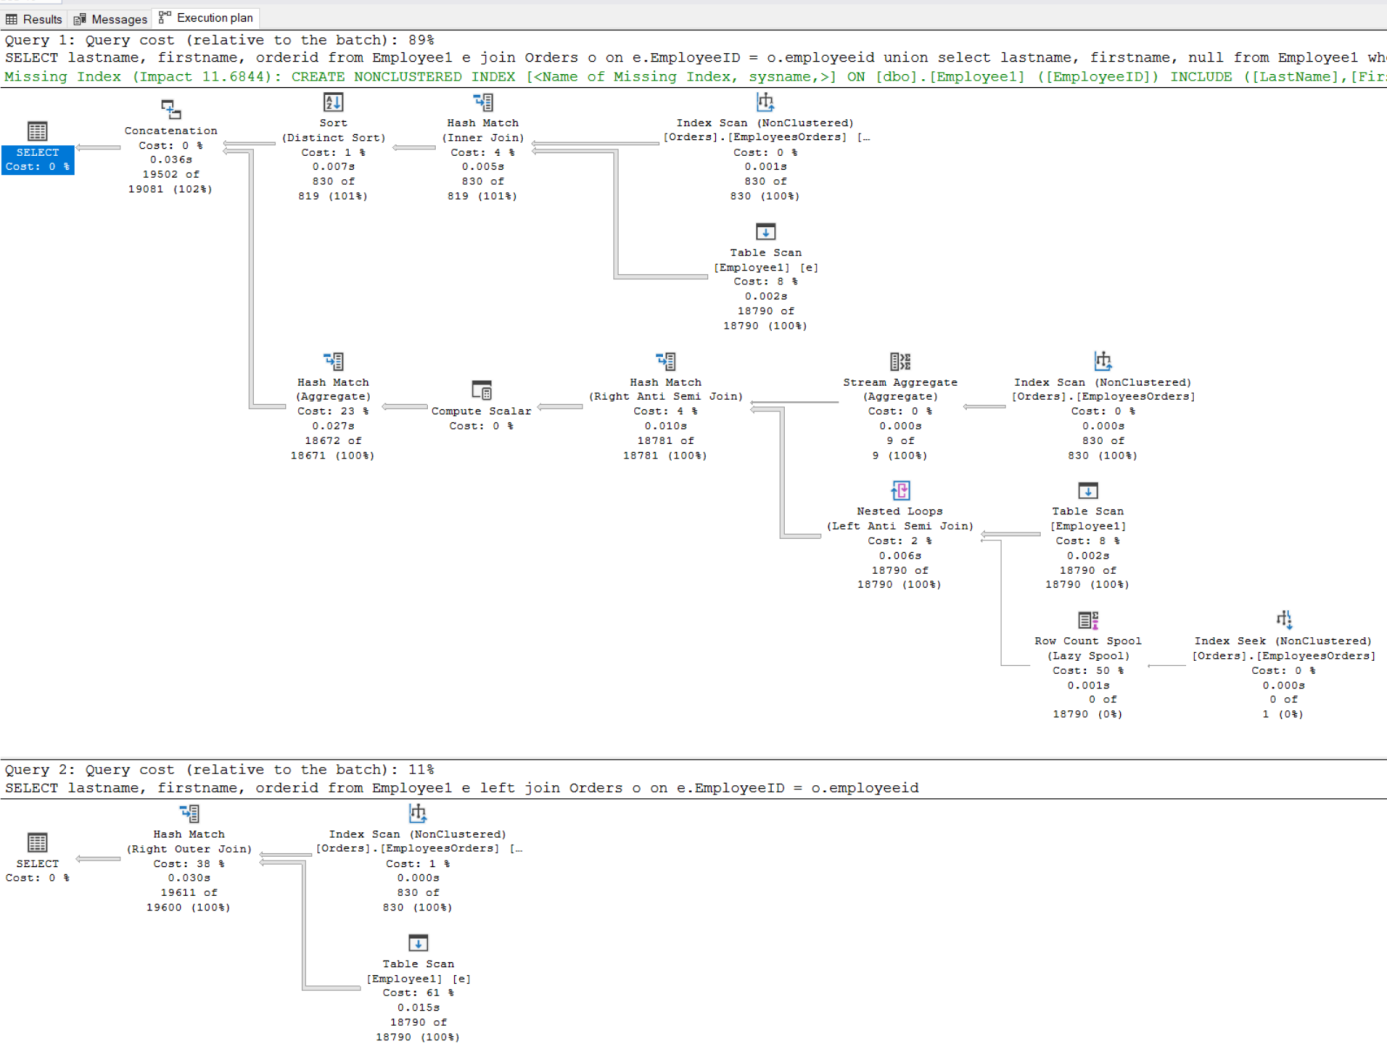 Results Messages Execution plan
Query 1: Query cost (relative to the batch): 89%
SELECT lastname, firstname, orderid from Employee1 e join Orders o on e.EmployeeID = o.employeeid union select lastname, firstname, null from Employee1 whe
Missing Index (Impact 11.6844): CREATE NONCLUSTERED INDEX [<Name of Missing Index, sysname,>] ON [dbo].[Employee1] ([EmployeeID]) INCLUDE ([LastName],[Firs
SELECT
Cost: 0 %
Concatenation
Cost: 0 %
0.036s
19502 of
19081 (102%)
Sort
(Distinct Sort)
Cost: 1 %
0.007s
830 of
819 (101%)
Hash Match
(Inner Join)
Cost: 4 %
0.005s
830 of
819 (101%)
Index Scan (NonClustered)
[Orders].[EmployeesOrders] […
Cost: 0 %
0.001s
830 of
830 (100%)
Table Scan
[Employee1] [e]
Cost: 8 %
0.002s
18790 of
18790 (100%)
Hash Match
(Aggregate)
Cost: 23 %
0.027s
18672 of
18671 (100%)
Compute Scalar
Cost: 0 %
Hash Match
(Right Anti Semi Join)
Cost: 4 %
0.010s
18781 of
18781 (100%)
Stream Aggregate
(Aggregate)
Cost: 0 %
0.000s
9 of
9 (100%)
Index Scan (NonClustered)
[Orders].[EmployeesOrders]
Cost: 0 %
0.000s
830 of
830 (100%)
Nested Loops
(Left Anti Semi Join)
Cost: 2 %
0.006s
18790 of
18790 (100%)
Table Scan
[Employee1]
Cost: 8 %
0.002s
18790 of
18790 (100%)
Row Count Spool
(Lazy Spool)
Cost: 50 %
0.001s
0 of
18790 (0%)
Index Seek (NonClustered)
[Orders].[EmployeesOrders]
Cost: 0 %
0.000s
0 of
1 (0%)
Query 2: Query cost (relative to the batch): 11%
SELECT lastname, firstname, orderid from Employee1 e left join Orders o on e.EmployeeID = o.employeeid
SELECT
Cost: 0 %
Hash Match
(Right Outer Join)
Cost: 38 %
0.030s
19611 of
19600 (100%)
Index Scan (NonClustered)
[Orders].[EmployeesOrders] […
Cost: 1 %
0.000s
830 of
830 (100%)
Table Scan
[Employee1] [e]
Cost: 61 %
0.015s
18790 of
18790 (100%)